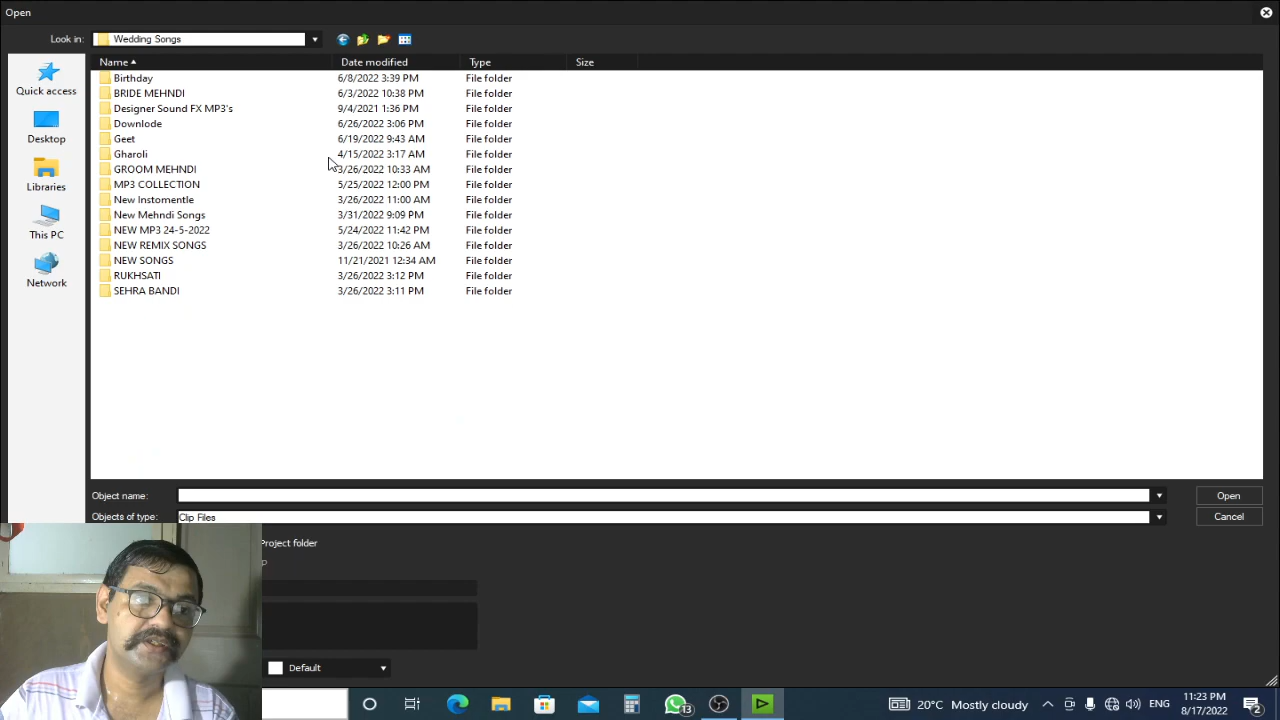 Open
Look in: Wedding Songs
Name Date modified Type Size
Birthday 6/8/2022 3:39 PM File folder
BRIDE MEHNDI 6/3/2022 10:38 PM File folder
Designer Sound FX MP3's 9/4/2021 1:36 PM File folder
Downlode 6/26/2022 3:06 PM File folder
Geet 6/19/2022 9:43 AM File folder
Gharoli 4/15/2022 3:17 AM File folder
GROOM MEHNDI 3/26/2022 10:33 AM File folder
MP3 COLLECTION 5/25/2022 12:00 PM File folder
New Instomentle 3/26/2022 11:00 AM File folder
New Mehndi Songs 3/31/2022 9:09 PM File folder
NEW MP3 24-5-2022 5/24/2022 11:42 PM File folder
NEW REMIX SONGS 3/26/2022 10:26 AM File folder
NEW SONGS 11/21/2021 12:34 AM File folder
RUKHSATI 3/26/2022 3:12 PM File folder
SEHRA BANDI 3/26/2022 3:11 PM File folder
Quick access
Desktop
Libraries
This PC
Network
Object name: Open
Objects of type: Clip Files Cancel
Project folder
Default
13
20°C Mostly cloudy ENG 11:23 PM
8/17/2022
2